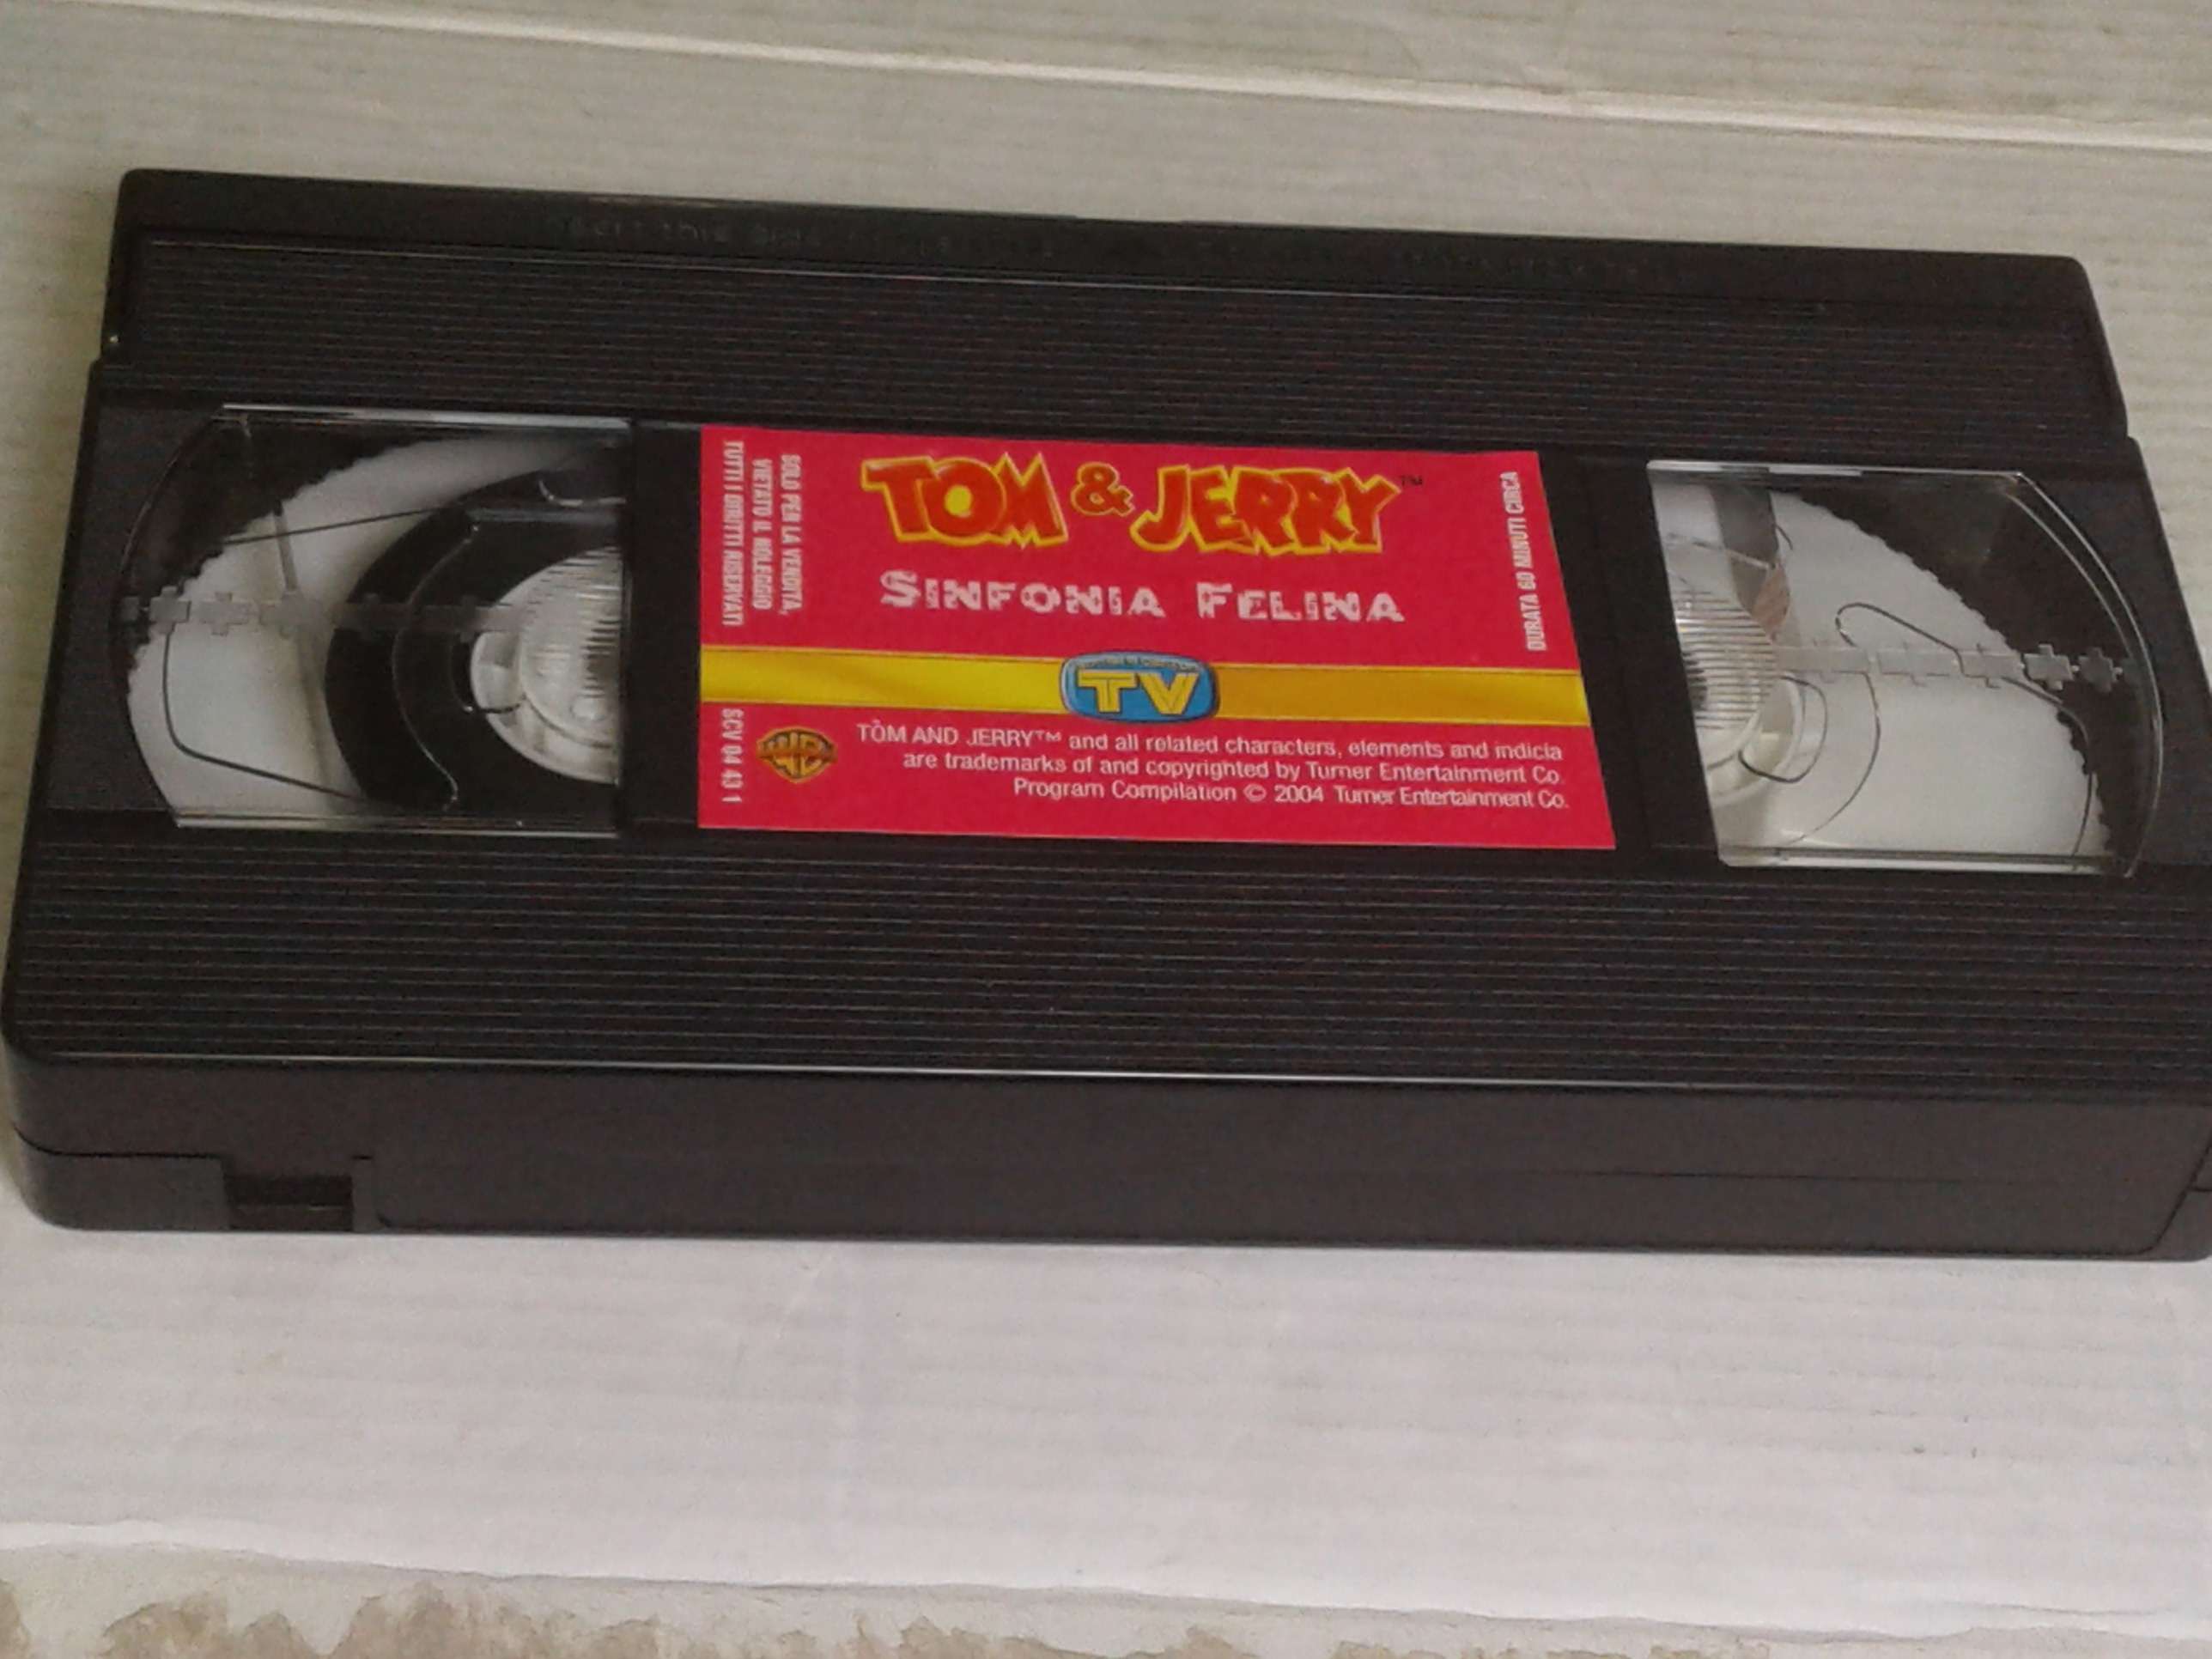 TOM & JERRY™
SINFONIA FELINA
SOLO PER LA VENDITA,
VIETATO IL NOLEGGIO
TUTTI I DIRITTI RISERVATI
DURATA 60 MINUTI CIRCA
TV
SCV 04 43 1
WB
TOM AND JERRY™ and all related characters, elements and indicia
are trademarks of and copyrighted by Turner Entertainment Co.
Program Compilation © 2004 Turner Entertainment Co.